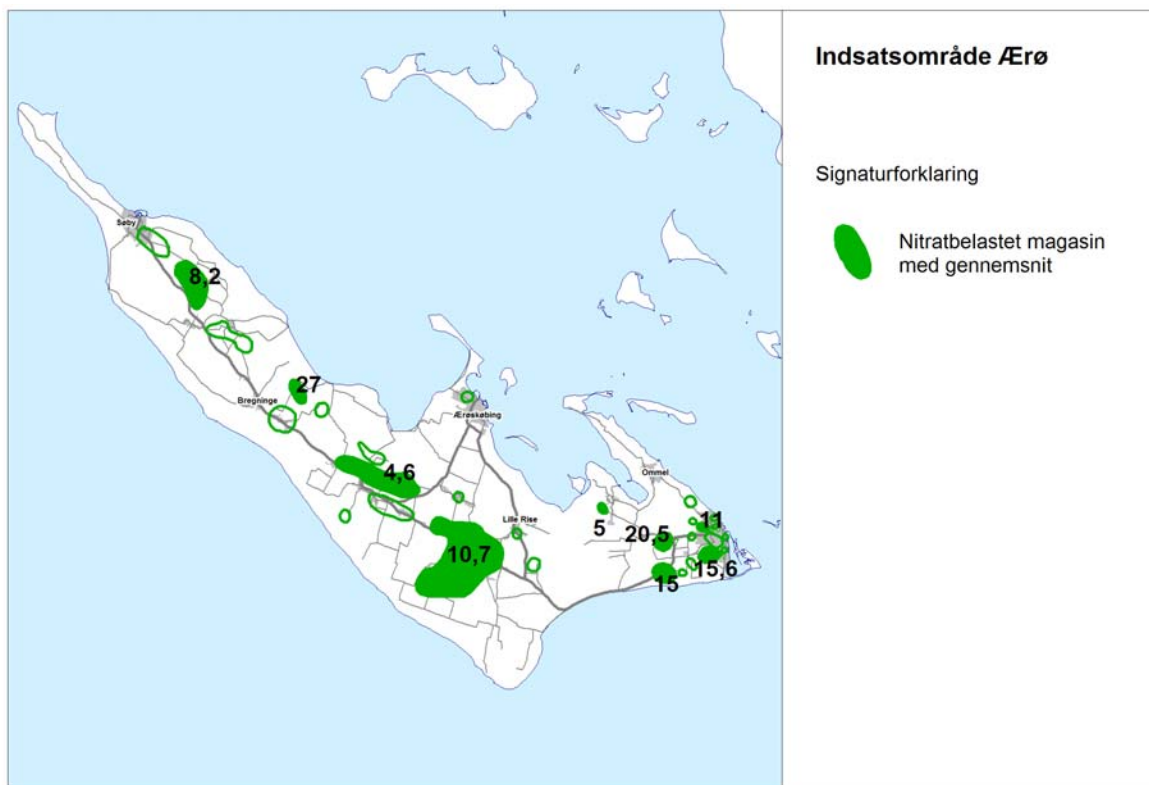 Indsatsområde Ærø
Signaturforklaring
Nitratbelastet magasin
med gennemsnit
Søby
8,2
27
Bregninge
Ærøskøbing
4,6
Ommel
Lille Rise
5
20,5
11
10,7
15
15,6